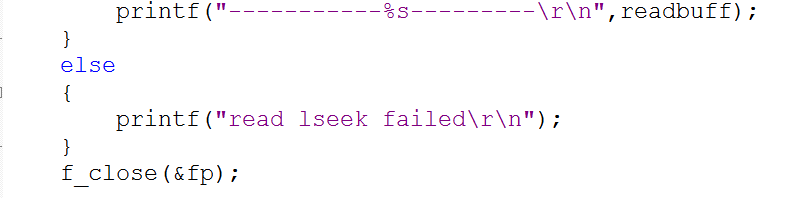 printf("-----------%s---------\r\n",readbuff);
}
else
{
printf("read lseek failed\r\n");
}
f_close(&fp);